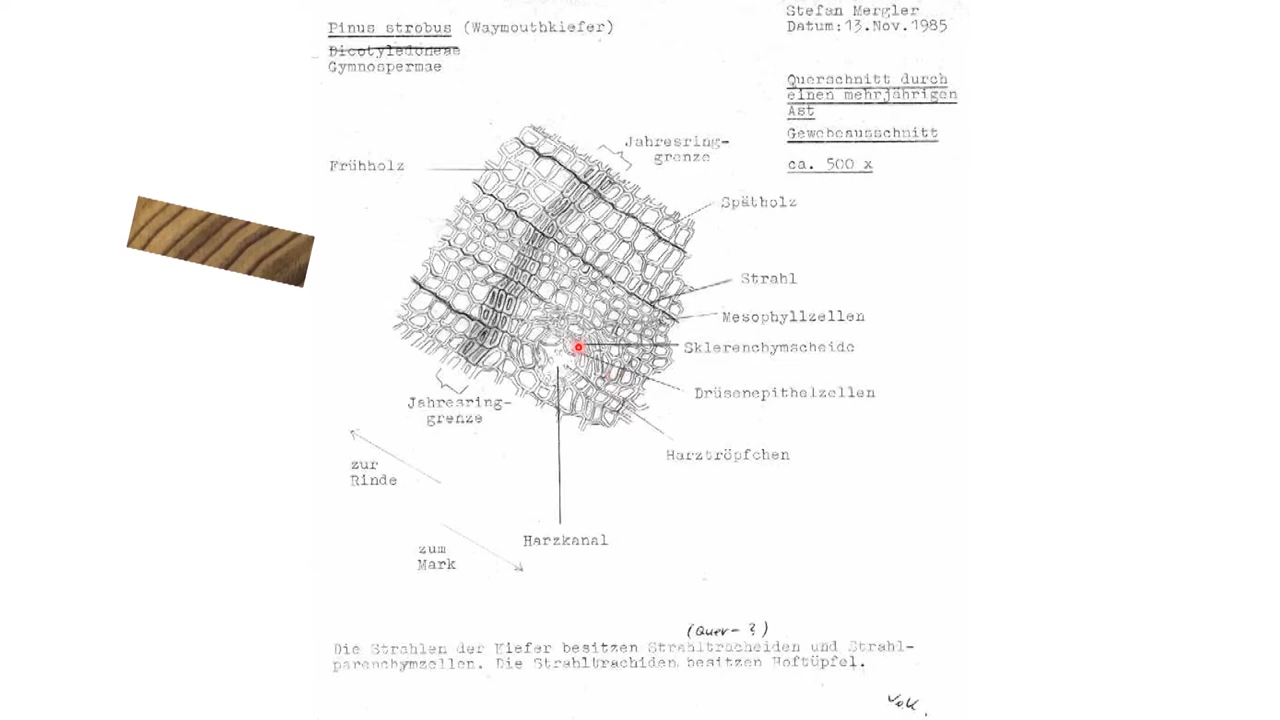 Pinus strobus (Waymouthkiefer)
Dicotyledoneae
Gymnospermae
Stefan Mergler
Datum:13.Nov.1985
Querschnitt durch
einen mehrjährigen
Ast
Gewebeausschnitt
ca. 500 x
Jahresring-
grenze
Frühholz
Spätholz
Strahl
Mesophyllzellen
Sklerenchymscheide
Drüsenepithelzellen
Jahresring-
grenze
Harztröpfchen
zur
Rinde
Harzkanal
zum
Mark
(Quer- ?)
Die Strahlen der Kiefer besitzen Strahltracheiden und Strahl-
parenchymzellen. Die Strahltrachiden besitzen Hoftüpfel.